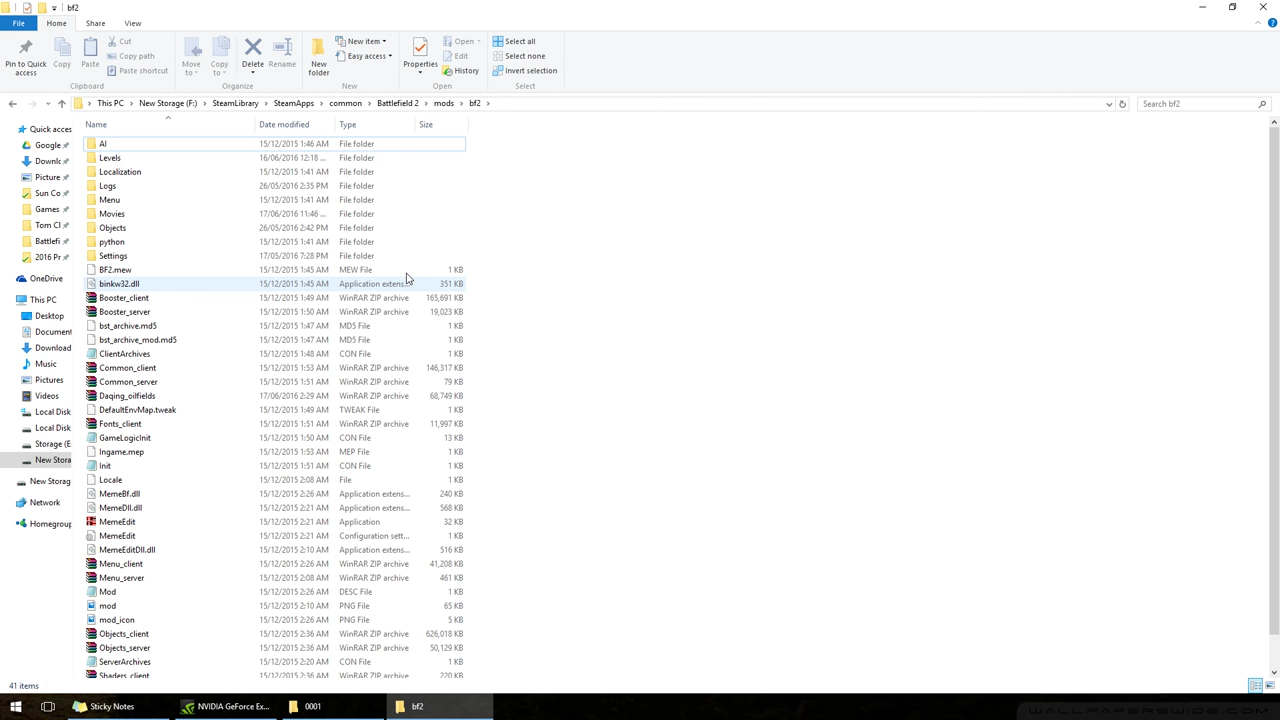 bf2
File Home Share View
Pin to Quick access
Copy
Paste
Cut
Copy path
Paste shortcut
Move to
Copy to
Delete
Rename
New folder
New item
Easy access
Properties
Open
Edit
History
Select all
Select none
Invert selection
Clipboard Organize New Open Select
This PC New Storage (F:) SteamLibrary SteamApps common Battlefield 2 mods bf2
Search bf2
Name Date modified Type Size
Quick acces
Google
Downlc
Picture
Sun Co
Games
Tom Cl
Battlefi
2016 Pr
OneDrive
This PC
Desktop
Document
Download
Music
Pictures
Videos
Local Disk
Local Disk
Storage (E
New Stora
New Storag
Network
Homegroup
AI 15/12/2015 1:46 AM File folder
Levels 16/06/2016 12:18 ... File folder
Localization 15/12/2015 1:41 AM File folder
Logs 26/05/2016 2:35 PM File folder
Menu 15/12/2015 1:41 AM File folder
Movies 17/06/2016 11:46 ... File folder
Objects 26/05/2016 2:42 PM File folder
python 15/12/2015 1:41 AM File folder
Settings 17/05/2016 7:28 PM File folder
BF2.mew 15/12/2015 1:45 AM MEW File 1 KB
binkw32.dll 15/12/2015 1:45 AM Application extens... 351 KB
Booster_client 15/12/2015 1:49 AM WinRAR ZIP archive 165,691 KB
Booster_server 15/12/2015 1:50 AM WinRAR ZIP archive 19,023 KB
bst_archive.md5 15/12/2015 1:47 AM MD5 File 1 KB
bst_archive_mod.md5 15/12/2015 1:47 AM MD5 File 1 KB
ClientArchives 15/12/2015 1:48 AM CON File 1 KB
Common_client 15/12/2015 1:53 AM WinRAR ZIP archive 146,317 KB
Common_server 15/12/2015 1:51 AM WinRAR ZIP archive 79 KB
Daqing_oilfields 17/06/2016 2:29 AM WinRAR ZIP archive 68,749 KB
DefaultEnvMap.tweak 15/12/2015 1:49 AM TWEAK File 1 KB
Fonts_client 15/12/2015 1:51 AM WinRAR ZIP archive 11,997 KB
GameLogicInit 15/12/2015 1:50 AM CON File 13 KB
Ingame.mep 15/12/2015 1:53 AM MEP File 1 KB
Init 15/12/2015 1:51 AM CON File 1 KB
Locale 15/12/2015 2:08 AM File 1 KB
MemeBf.dll 15/12/2015 2:26 AM Application extens... 240 KB
MemeDll.dll 15/12/2015 2:21 AM Application extens... 568 KB
MemeEdit 15/12/2015 2:21 AM Application 32 KB
MemeEdit 15/12/2015 2:21 AM Configuration sett... 1 KB
MemeEditDll.dll 15/12/2015 2:10 AM Application extens... 516 KB
Menu_client 15/12/2015 2:26 AM WinRAR ZIP archive 41,208 KB
Menu_server 15/12/2015 2:08 AM WinRAR ZIP archive 461 KB
Mod 15/12/2015 2:26 AM DESC File 1 KB
mod 15/12/2015 2:36 AM PNG File 65 KB
mod_icon 15/12/2015 2:26 AM PNG File 5 KB
Objects_client 15/12/2015 2:36 AM WinRAR ZIP archive 626,018 KB
Objects_server 15/12/2015 2:36 AM WinRAR ZIP archive 50,129 KB
ServerArchives 15/12/2015 2:20 AM CON File 1 KB
Shaders_client 15/12/2015 2:36 AM WinRAR ZIP archive 220 KB
41 items
Sticky Notes NVIDIA GeForce Ex... 0001 bf2
WALLPAPERSWIDE.COM